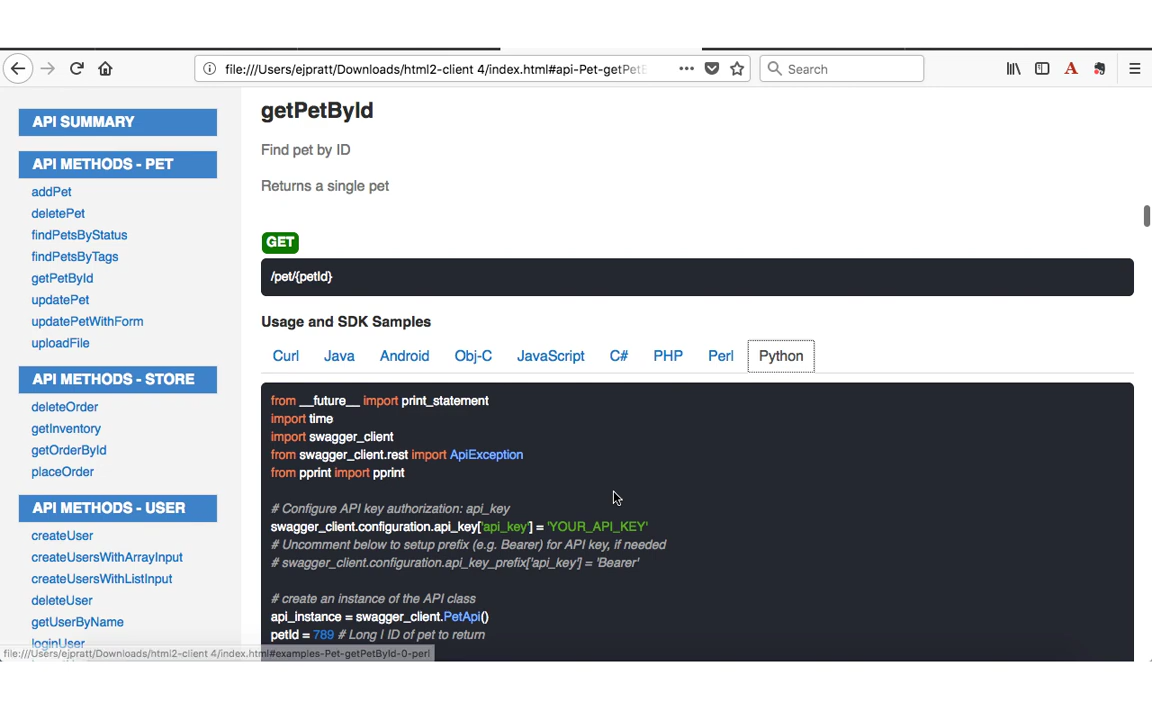 file:///Users/ejpratt/Downloads/html2-client 4/index.html#api-Pet-getPetB
Search
API SUMMARY
API METHODS - PET
addPet
deletePet
findPetsByStatus
findPetsByTags
getPetById
updatePet
updatePetWithForm
uploadFile
API METHODS - STORE
deleteOrder
getInventory
getOrderById
placeOrder
API METHODS - USER
createUser
createUsersWithArrayInput
createUsersWithListInput
deleteUser
getUserByName
loginUser
file:///Users/ejpratt/Downloads/html2-client 4/index.html#examples-Pet-getPetById-0-perl
getPetById
Find pet by ID
Returns a single pet
GET
/pet/{petId}
Usage and SDK Samples
Curl Java Android Obj-C JavaScript C# PHP Perl Python
from __future__ import print_statement
import time
import swagger_client
from swagger_client.rest import ApiException
from pprint import pprint
# Configure API key authorization: api_key
swagger_client.configuration.api_key['api_key'] = 'YOUR_API_KEY'
# Uncomment below to setup prefix (e.g. Bearer) for API key, if needed
# swagger_client.configuration.api_key_prefix['api_key'] = 'Bearer'
# create an instance of the API class
api_instance = swagger_client.PetApi()
petId = 789 # Long | ID of pet to return